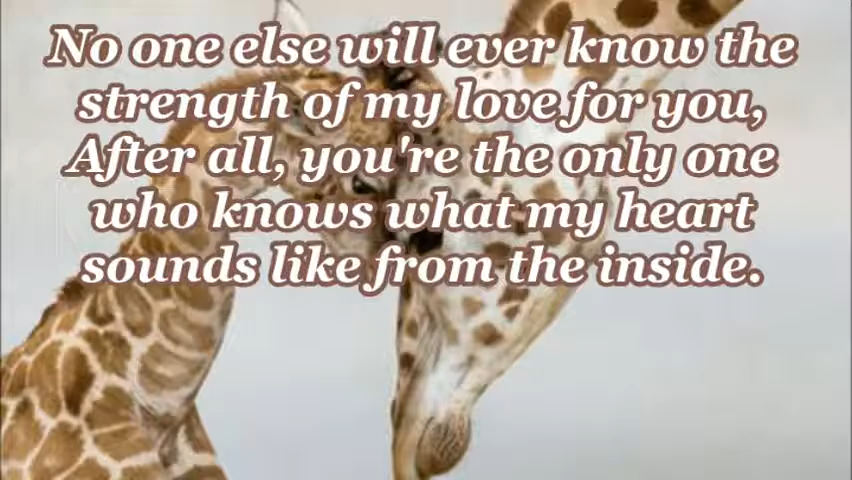 No one else will ever know the
strength of my love for you,
After all, you're the only one
who knows what my heart
sounds like from the inside.